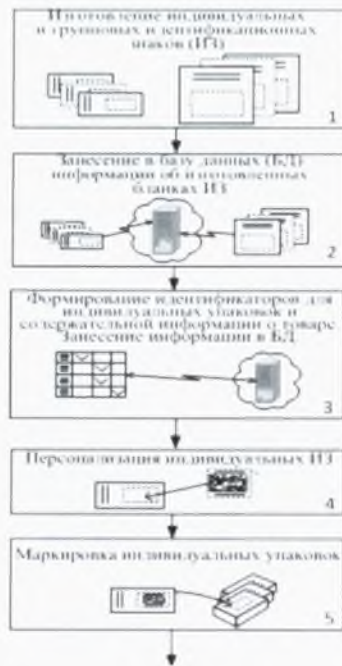 Изготовление индивидуальных
и групповых идентификационных
знаков (ИЗ)
1
Занесение в базу данных (БД)
информации об изготовленных
бланках ИЗ
2
Формирование идентификаторов для
индивидуальных упаковок и
содержательной информации о товаре
Занесение информации в БД
3
Персонализация индивидуальных ИЗ
4
Маркировка индивидуальных упаковок
5